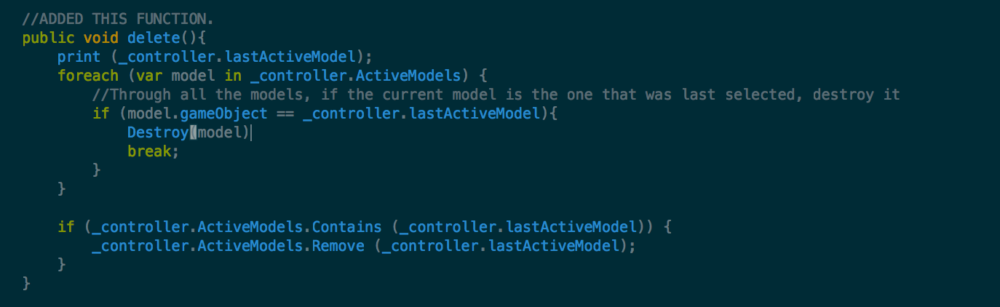 //ADDED THIS FUNCTION.
public void delete(){
print (_controller.lastActiveModel);
foreach (var model in _controller.ActiveModels) {
//Through all the models, if the current model is the one that was last selected, destroy it
if (model.gameObject == _controller.lastActiveModel){
Destroy(model)
break;
}
}
if (_controller.ActiveModels.Contains (_controller.lastActiveModel)) {
_controller.ActiveModels.Remove (_controller.lastActiveModel);
}
}